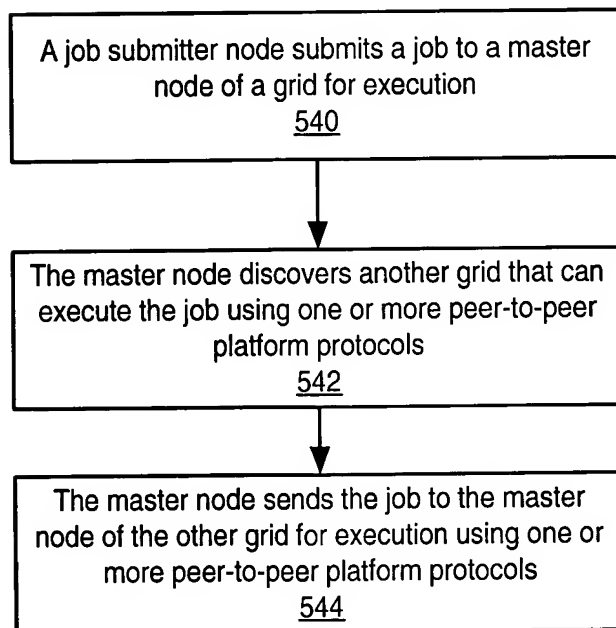 A job submitter node submits a job to a master
node of a grid for execution
540
The master node discovers another grid that can
execute the job using one or more peer-to-peer
platform protocols
542
The master node sends the job to the master
node of the other grid for execution using one or
more peer-to-peer platform protocols
544